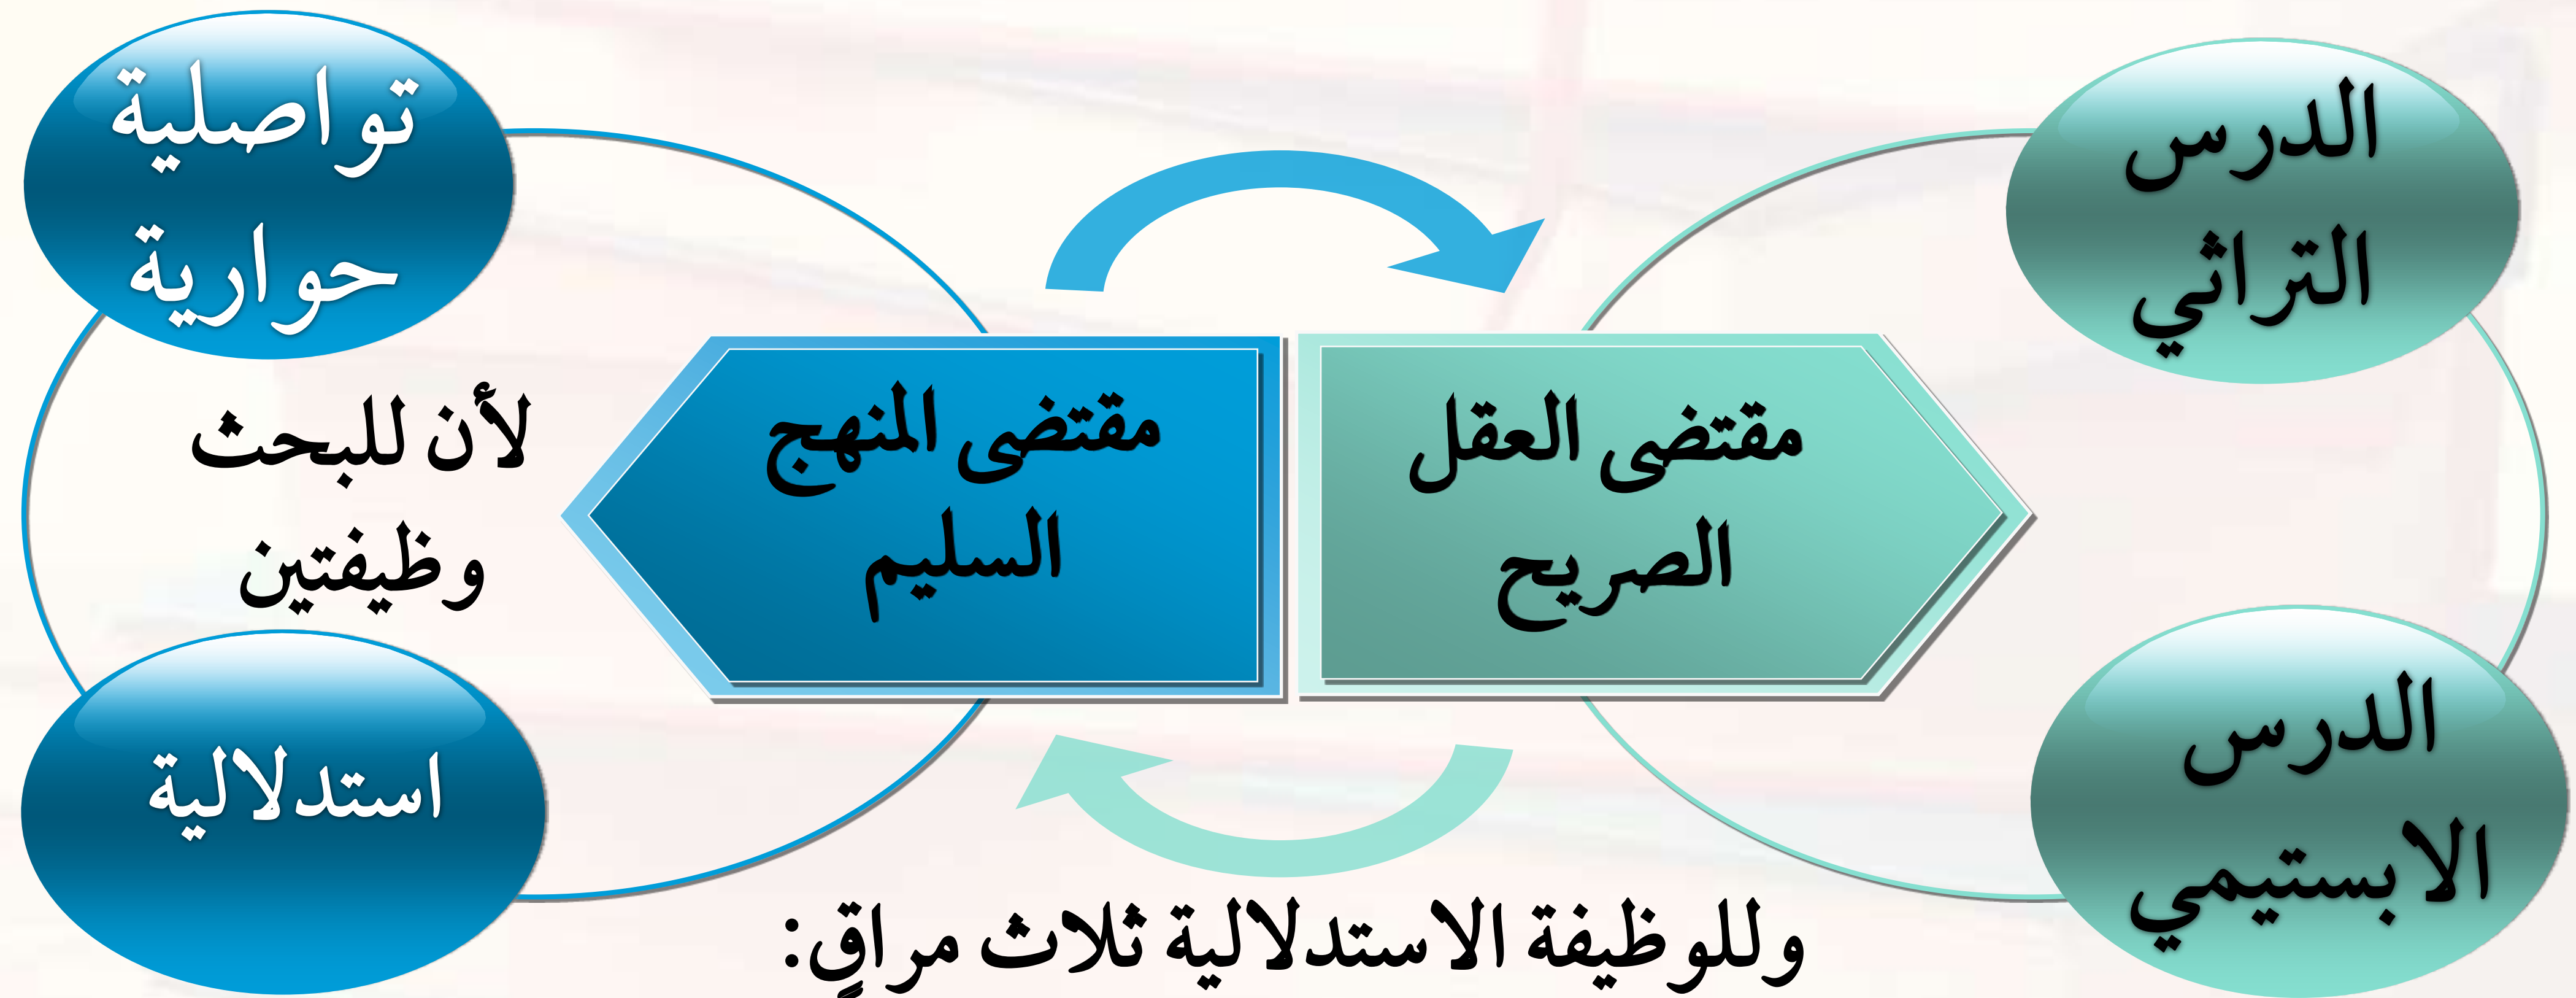 الدرس
التراثي
مقتضى العقل
الصريح
الدرس
الابستيمي
مقتضى المنهج
السليم
تواصلية
حوارية
لأن للبحث
وظيفتين
استدلالية
وللوظيفة الاستدلالية ثلاث مراقٍ: